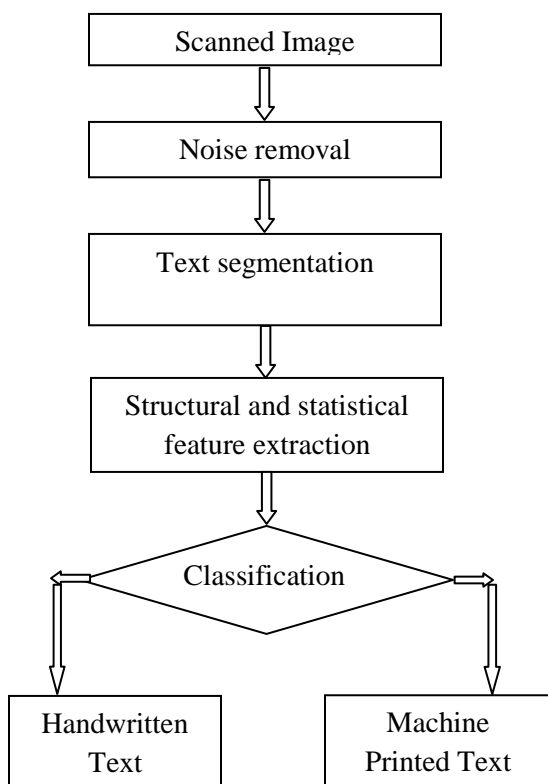 Scanned Image
Noise removal
Text segmentation
Structural and statistical
feature extraction
Classification
Handwritten
Text
Machine
Printed Text